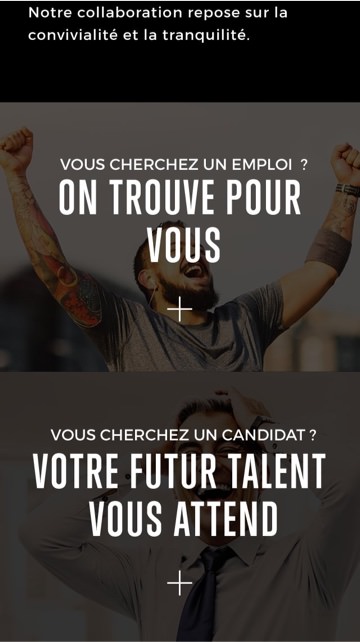 Notre collaboration repose sur la
convivialité et la tranquilité.
VOUS CHERCHEZ UN EMPLOI ?
ON TROUVE POUR
VOUS
VOUS CHERCHEZ UN CANDIDAT ?
VOTRE FUTUR TALENT
VOUS ATTEND